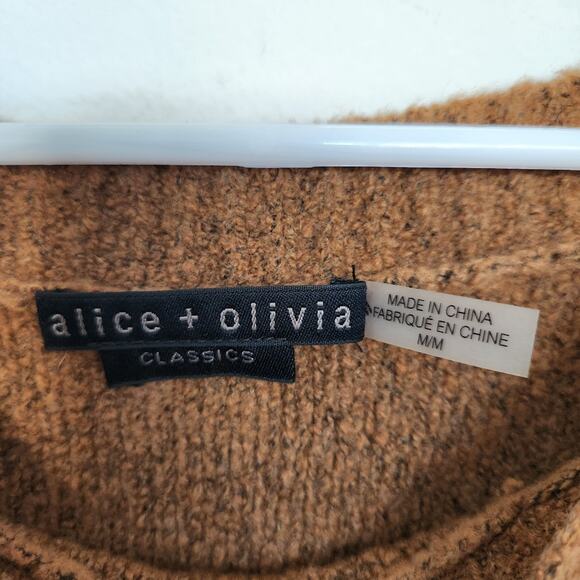 alice + olivia
CLASSICS
MADE IN CHINA
FABRIQUÉ EN CHINE
M/M